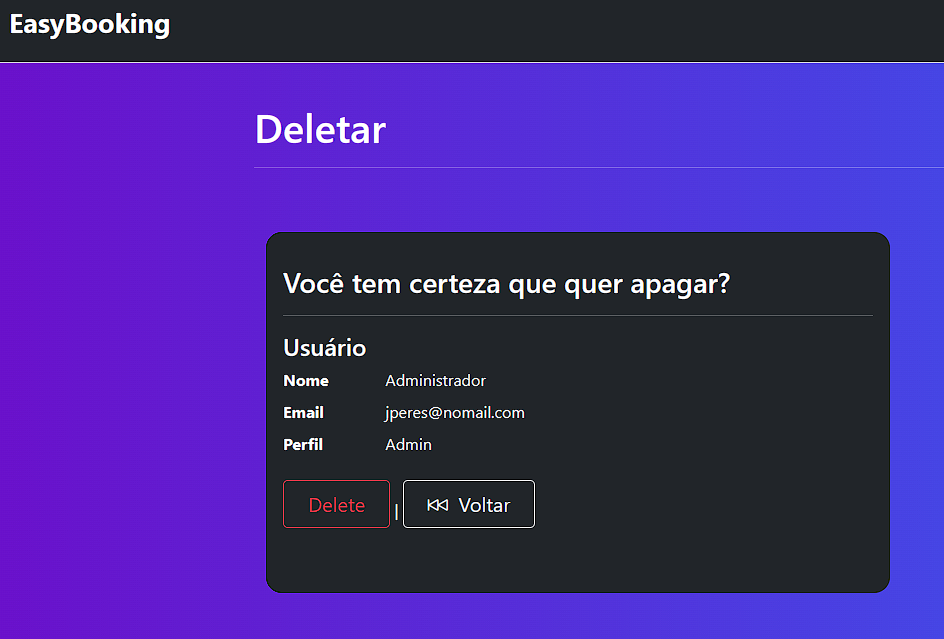 EasyBooking
Deletar
Você tem certeza que quer apagar?
Usuário
Nome Administrador
Email jperes@nomail.com
Perfil Admin
Delete | Voltar